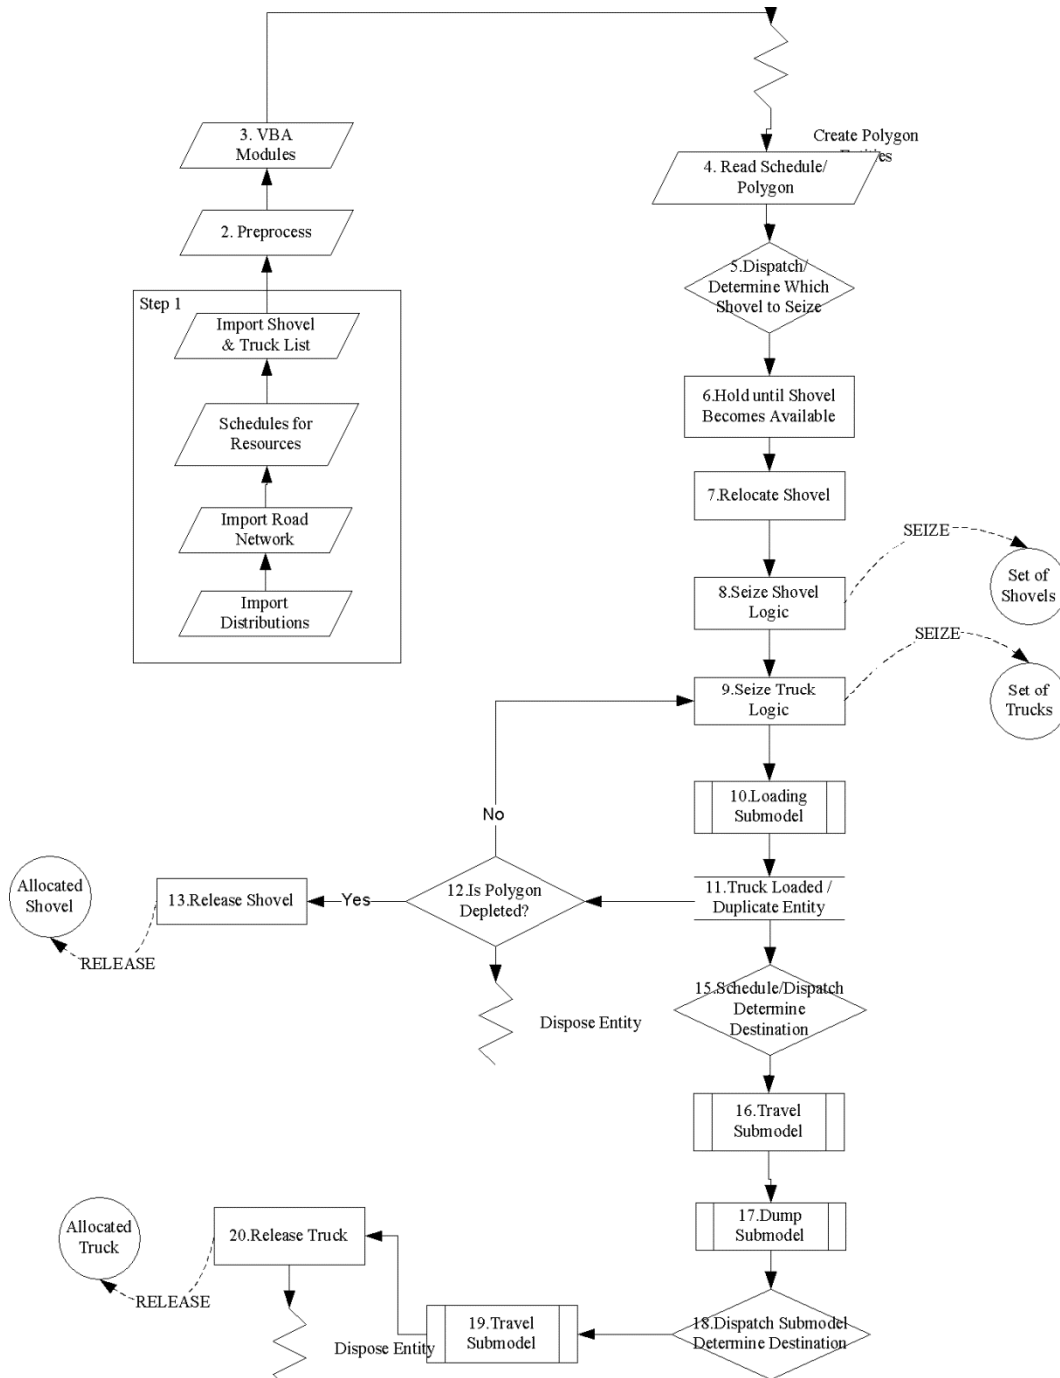 3. VBA
Modules
2. Preprocess
Step 1
Import Shovel
& Truck List
Schedules for
Resources
Import Road
Network
Import
Distributions
Create Polygon
Entities
4. Read Schedule/
Polygon
5.Dispatch/
Determine Which
Shovel to Seize
6.Hold until Shovel
Becomes Available
7.Relocate Shovel
SEIZE
Set of
Shovels
8.Seize Shovel
Logic
SEIZE
Set of
Trucks
9.Seize Truck
Logic
10.Loading
Submodel
No
11.Truck Loaded /
Duplicate Entity
12.Is Polygon
Depleted?
Yes
13.Release Shovel
Allocated
Shovel
RELEASE
Dispose Entity
15.Schedule/Dispatch
Determine
Destination
16.Travel
Submodel
17.Dump
Submodel
18.Dispatch Submodel
Determine Destination
19.Travel
Submodel
20.Release Truck
Allocated
Truck
RELEASE
Dispose Entity